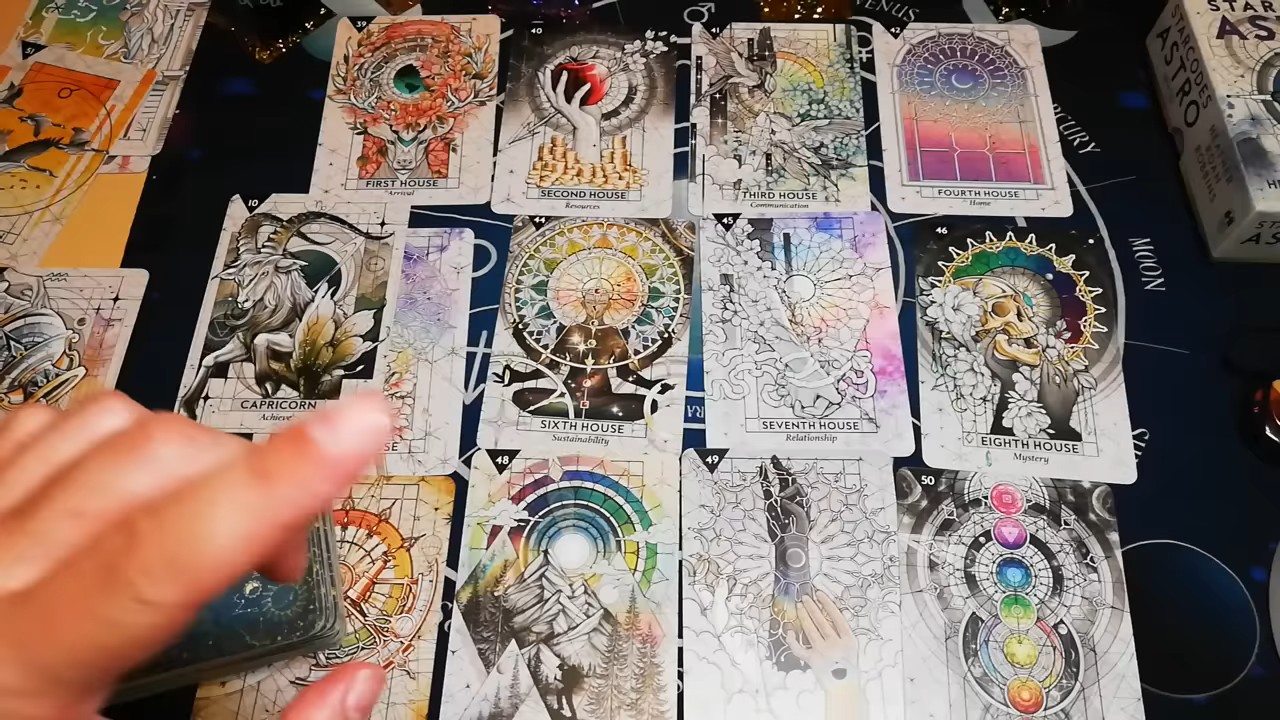 51
39
FIRST HOUSE
Arrival
40
SECOND HOUSE
Resources
41
THIRD HOUSE
Communication
42
FOURTH HOUSE
Home
VENUS
STARCODES
ASTRO
10
CAPRICORN
44
SIXTH HOUSE
Sustainability
45
SEVENTH HOUSE
Relationship
46
EIGHTH HOUSE
Mystery
MOON
48
49
50